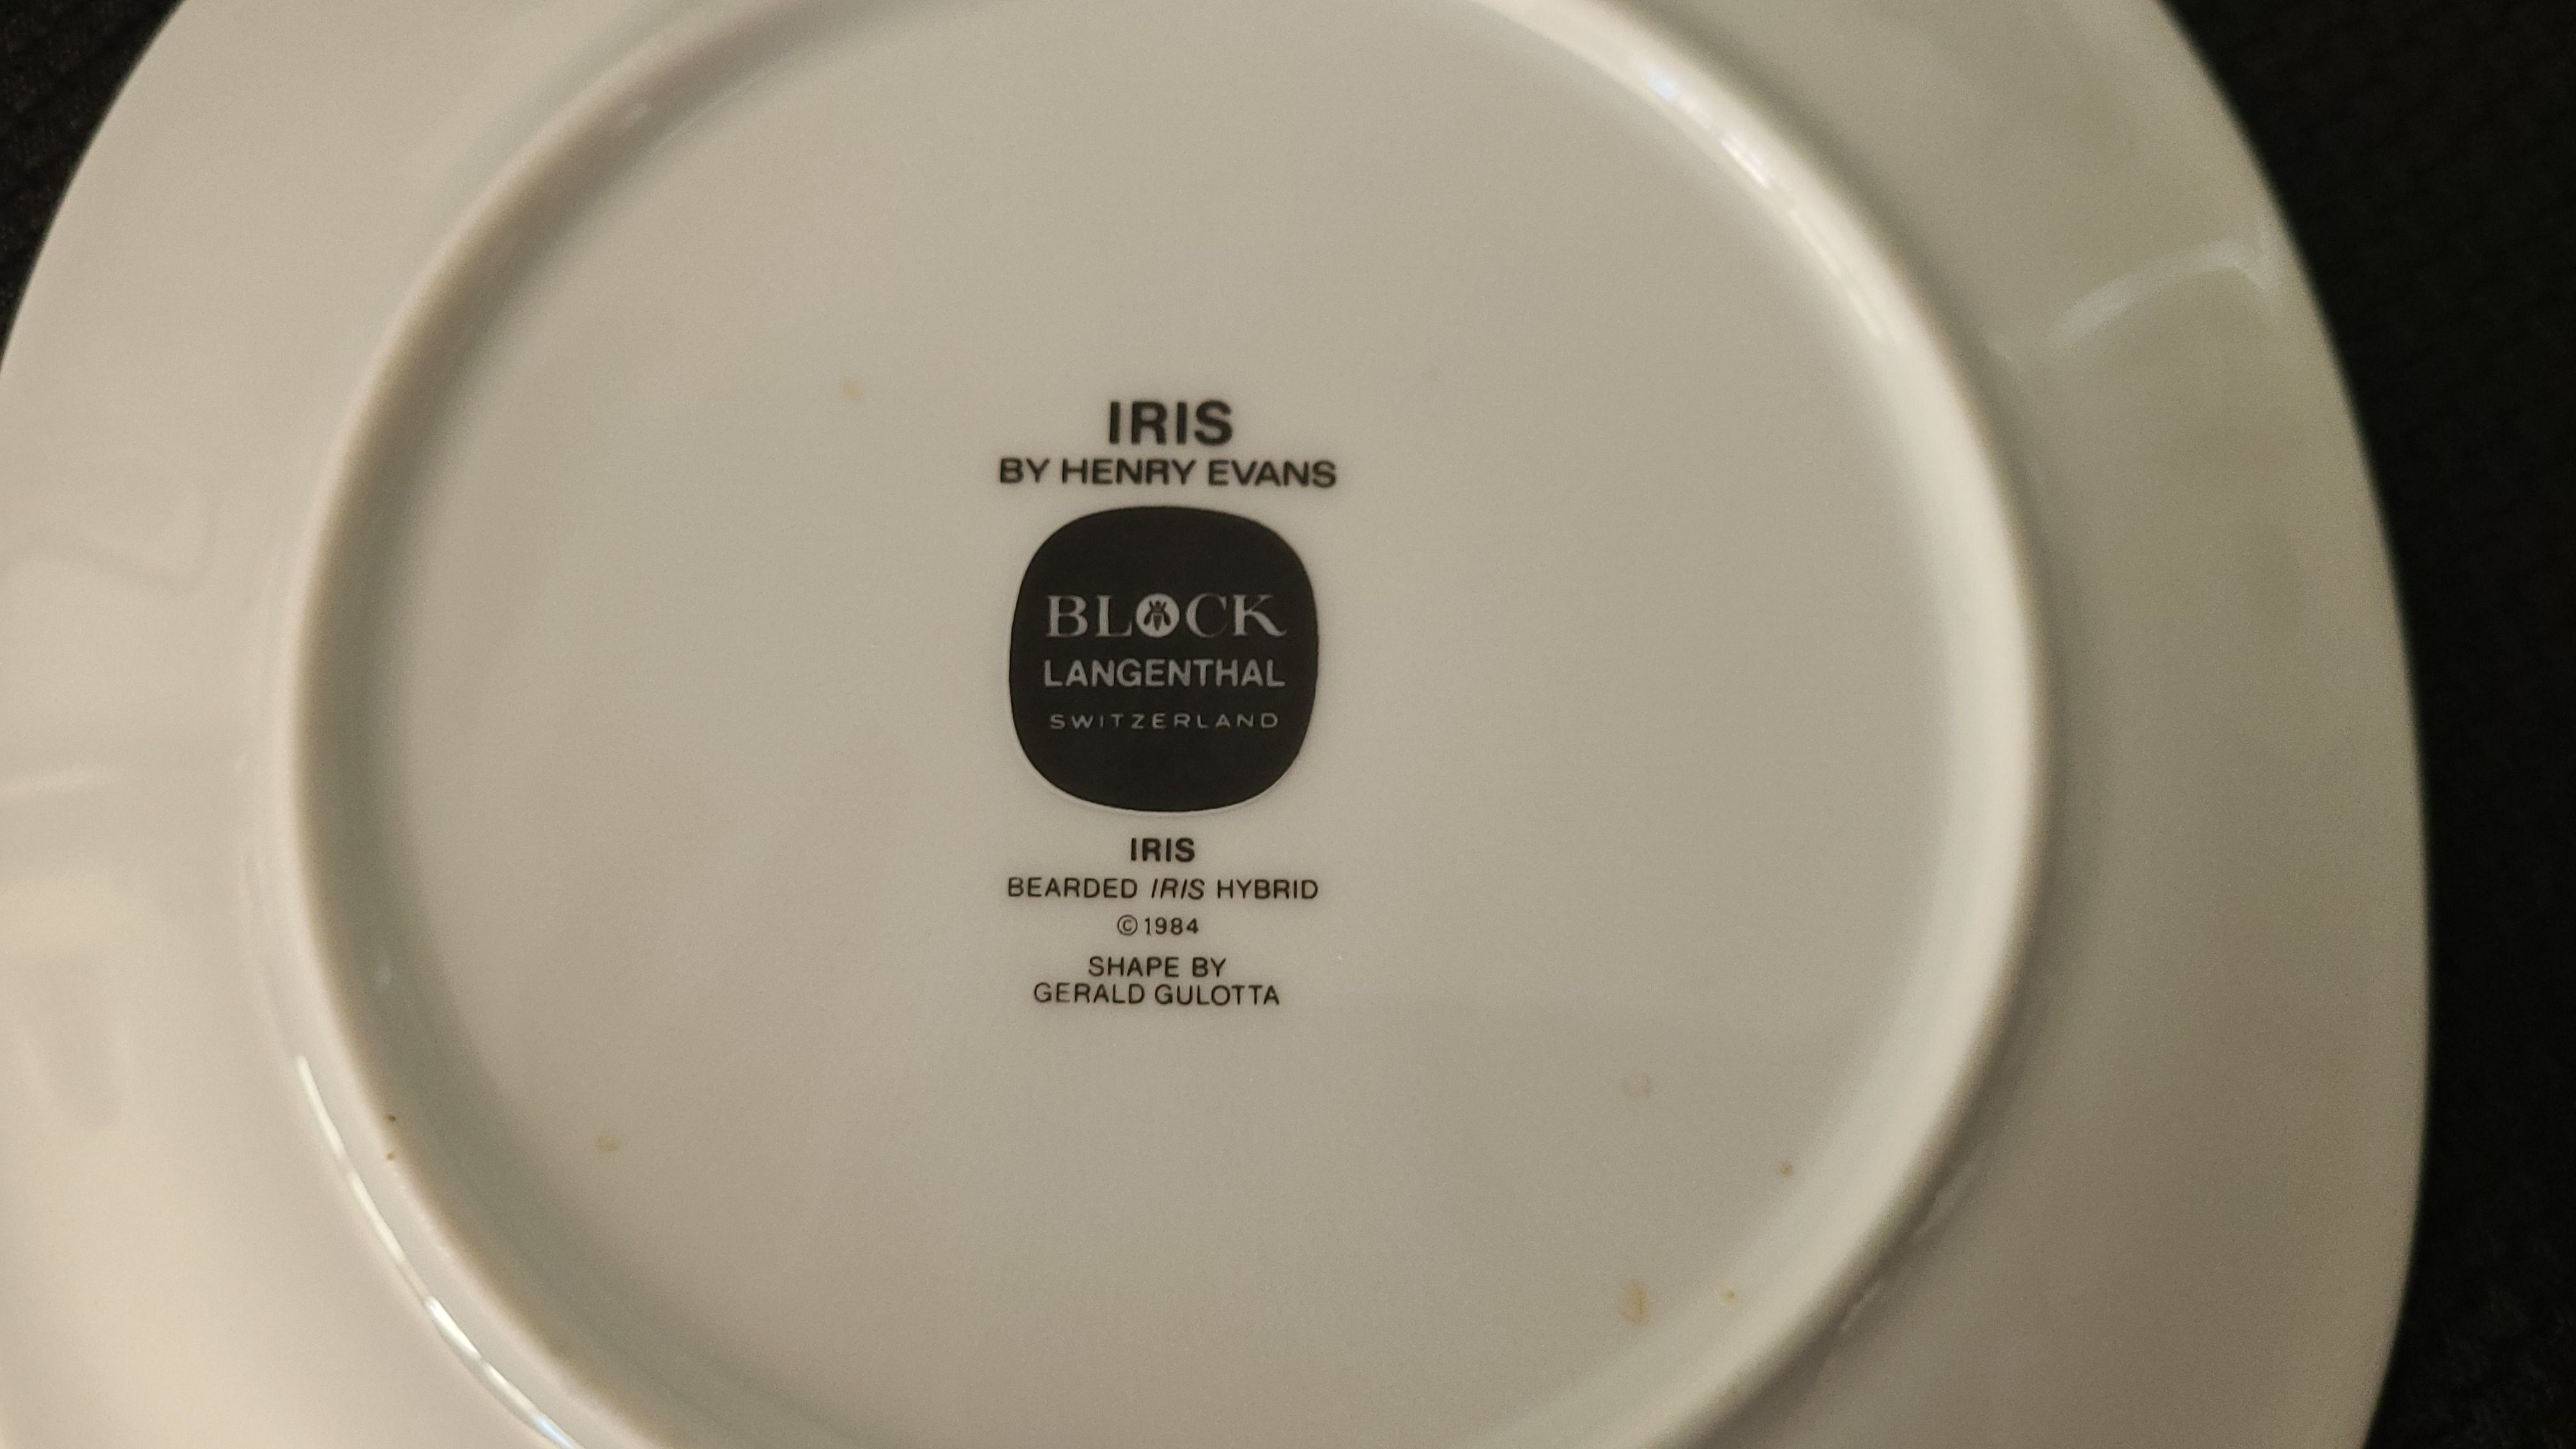 IRIS
BY HENRY EVANS
BLOCK
LANGENTHAL
SWITZERLAND
IRIS
BEARDED IRIS HYBRID
©1984
SHAPE BY
GERALD GULOTTA